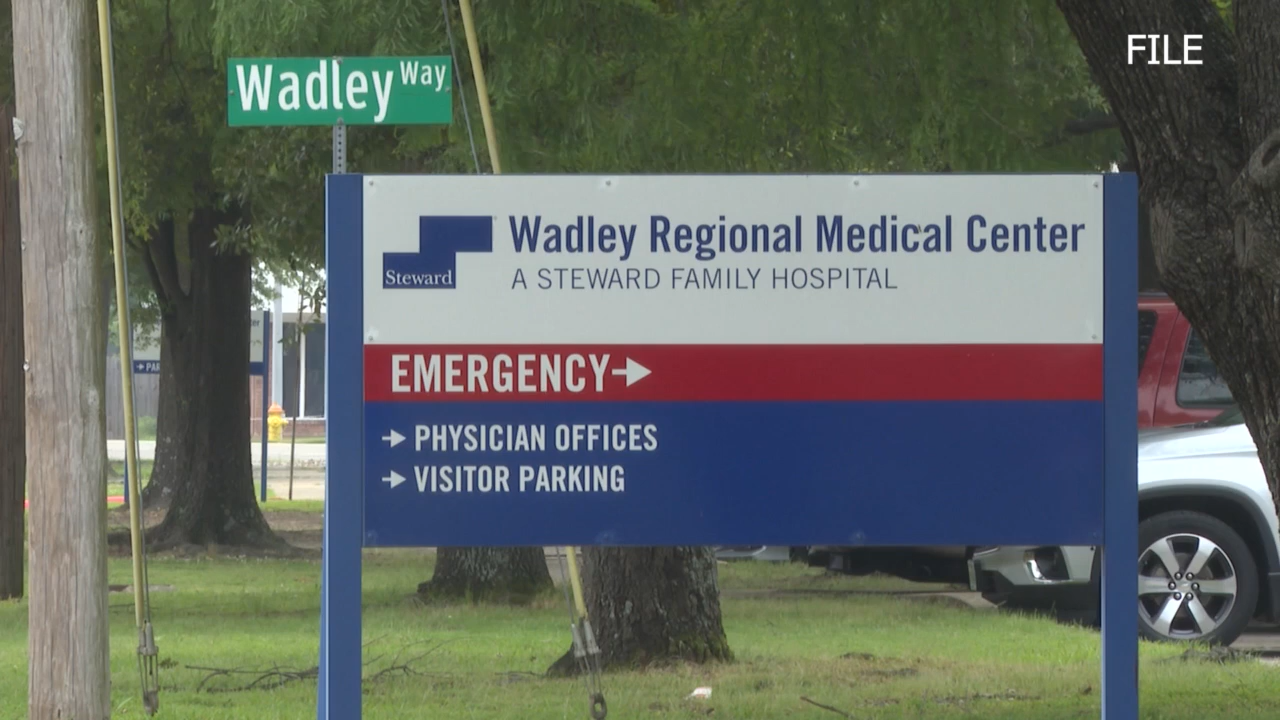 FILE
Wadley Way
Steward
Wadley Regional Medical Center
A STEWARD FAMILY HOSPITAL
EMERGENCY→
→ PHYSICIAN OFFICES
→ VISITOR PARKING